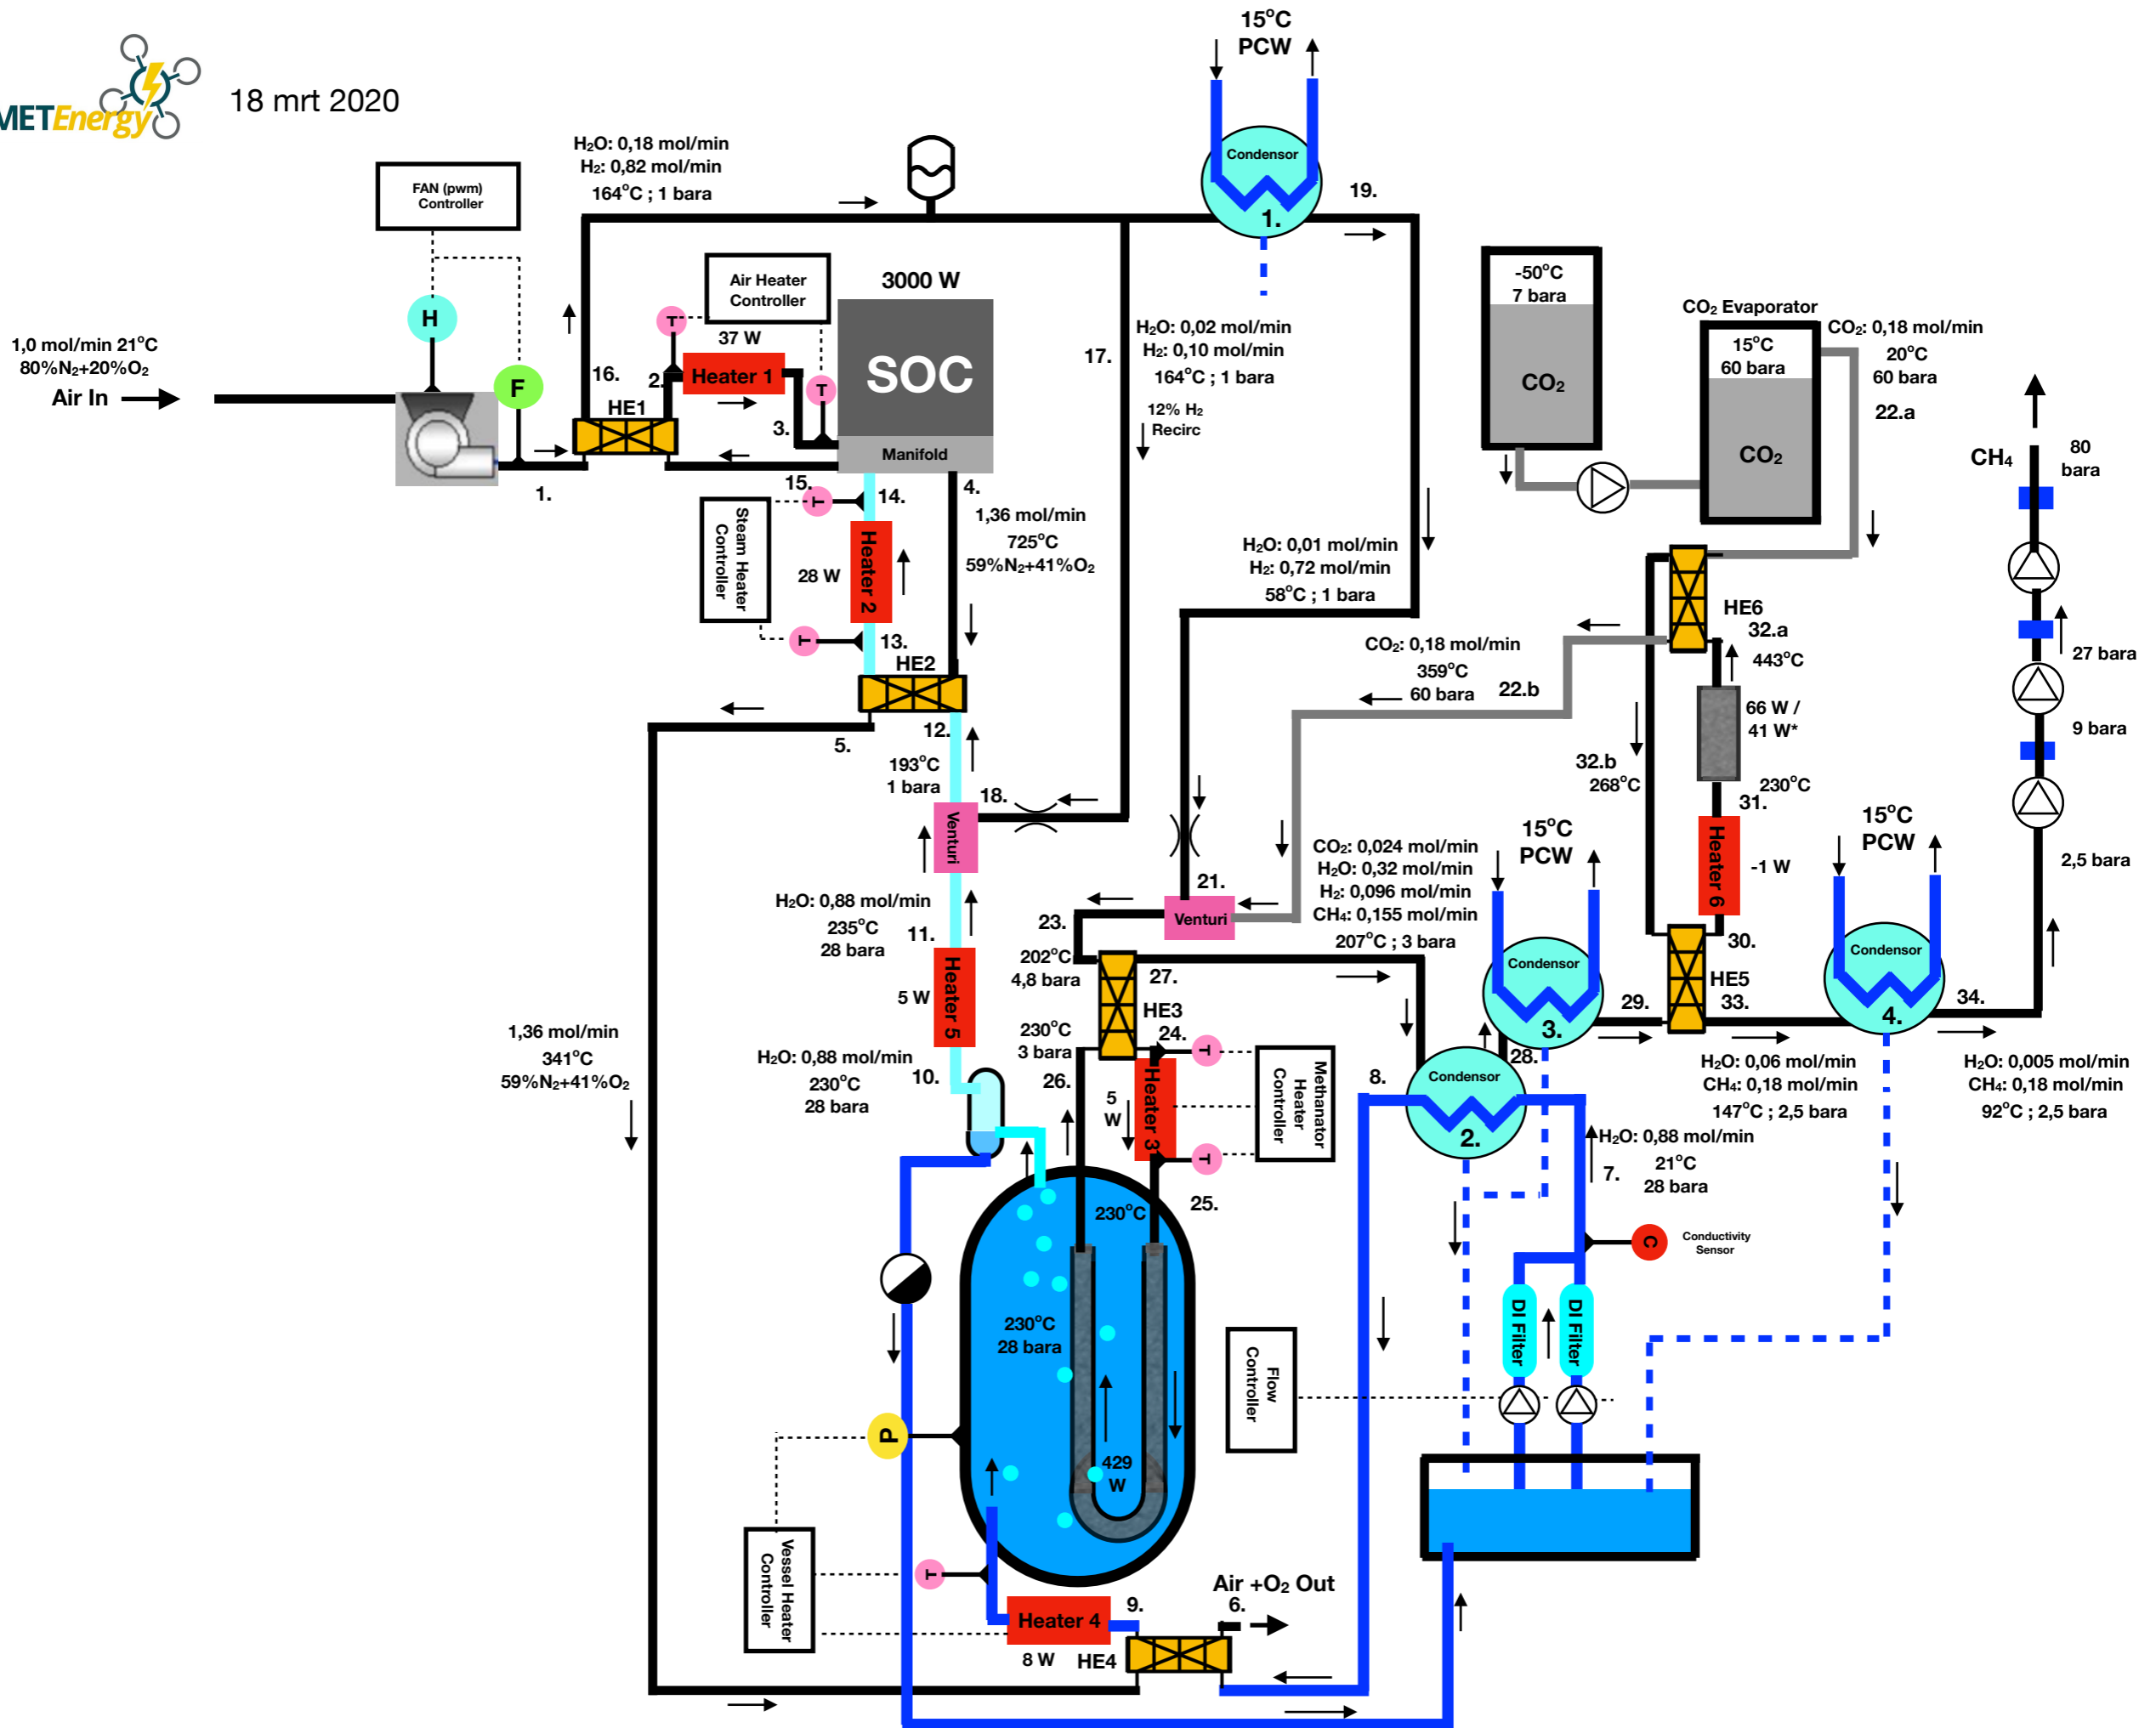 METEnergy
18 mrt 2020
15°C
PCW
H₂O: 0,18 mol/min
H₂: 0,82 mol/min
164°C ; 1 bara
FAN (pwm)
Controller
Condensor
1.
19.
H
F
1,0 mol/min 21°C
80%N₂+20%O₂
Air In
1.
16.
HE1
2.
T
Air Heater
Controller
37 W
Heater 1
T
3.
3000 W
SOC
Manifold
17.
H₂O: 0,02 mol/min
H₂: 0,10 mol/min
164°C ; 1 bara
12% H₂
Recirc
-50°C
7 bara
CO₂
CO₂ Evaporator
15°C
60 bara
CO₂
CO₂: 0,18 mol/min
20°C
60 bara
22.a
CH₄
80
bara
27 bara
9 bara
2,5 bara
15.
T
14.
4.
1,36 mol/min
725°C
59%N₂+41%O₂
Steam Heater
Controller
28 W
Heater 2
T
13.
HE2
5.
12.
193°C
1 bara
18.
Venturi
H₂O: 0,01 mol/min
H₂: 0,72 mol/min
58°C ; 1 bara
CO₂: 0,18 mol/min
359°C
60 bara
22.b
HE6
32.a
443°C
66 W /
41 W*
32.b
268°C
230°C
31.
Heater 6
-1 W
30.
HE5
33.
15°C
PCW
15°C
PCW
H₂O: 0,88 mol/min
235°C
28 bara
11.
Heater 5
5 W
H₂O: 0,88 mol/min
230°C
28 bara
10.
21.
Venturi
23.
202°C
4,8 bara
CO₂: 0,024 mol/min
H₂O: 0,32 mol/min
H₂: 0,096 mol/min
CH₄: 0,155 mol/min
207°C ; 3 bara
27.
HE3
24.
T
230°C
3 bara
26.
Heater 3
5
W
Methanator
Heater
Controller
T
25.
230°C
Condensor
3.
29.
28.
Condensor
2.
8.
Condensor
4.
34.
H₂O: 0,06 mol/min
CH₄: 0,18 mol/min
147°C ; 2,5 bara
H₂O: 0,005 mol/min
CH₄: 0,18 mol/min
92°C ; 2,5 bara
H₂O: 0,88 mol/min
21°C
28 bara
7.
C
Conductivity
Sensor
DI Filter
DI Filter
Flow
Controller
1,36 mol/min
341°C
59%N₂+41%O₂
230°C
28 bara
429
W
P
Vessel Heater
Controller
T
Heater 4
8 W
9.
HE4
6.
Air +O₂ Out